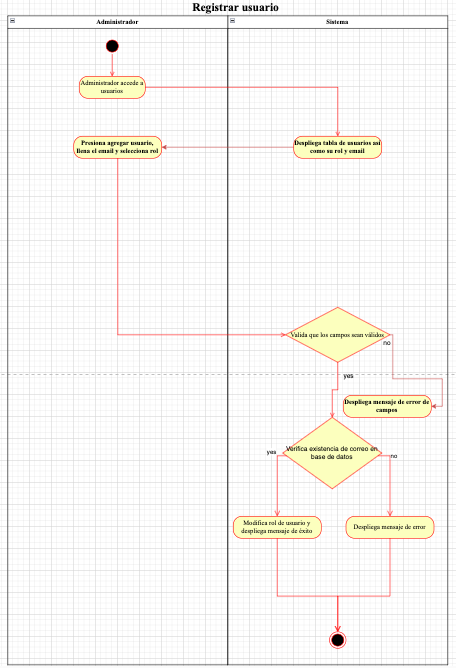 Registrar usuario
Administrador
Sistema
Administrador accede a
usuarios
Presiona agregar usuario,
llena el email y selecciona rol
Despliega tabla de usuarios asi
como su rol y email
Valida que los campos sean válidos
no
yes
Despliega mensaje de error de
campos
Verifica existencia de correo en
base de datos
yes
no
Modifica rol de usuario y
despliega mensaje de éxito
Despliega mensaje de error